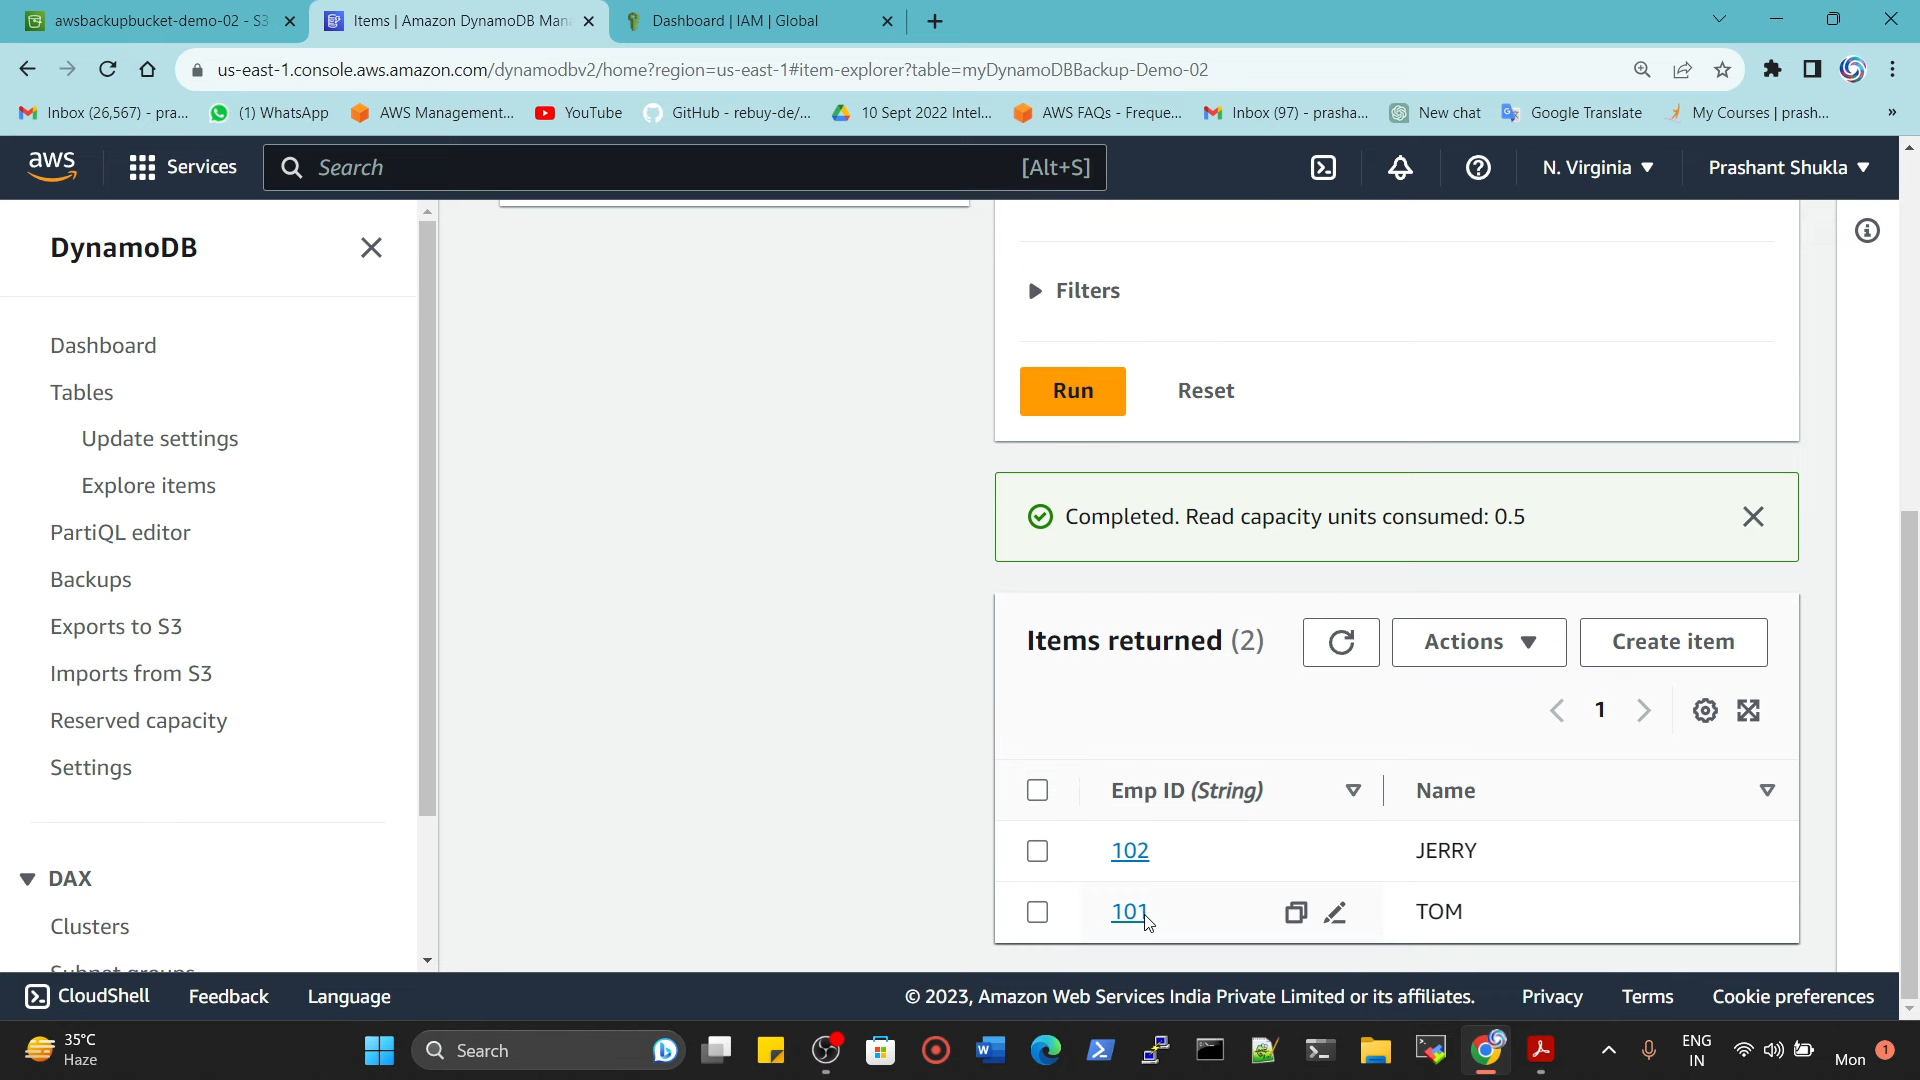 awsbackupbucket-demo-02 - S3
Items | Amazon DynamoDB Man
Dashboard | IAM | Global
us-east-1.console.aws.amazon.com/dynamodbv2/home?region=us-east-1#item-explorer?table=myDynamoDBBackup-Demo-02
Inbox (26,567) - pra...
(1) WhatsApp
AWS Management...
YouTube
GitHub - rebuy-de/...
10 Sept 2022 Intel...
AWS FAQs - Freque...
Inbox (97) - prasha...
New chat
Google Translate
My Courses | prash...
»
aws
Services
Search
[Alt+S]
N. Virginia
Prashant Shukla
DynamoDB
Dashboard
Tables
Update settings
Explore items
PartiQL editor
Backups
Exports to S3
Imports from S3
Reserved capacity
Settings
DAX
Clusters
Subnet groups
Filters
Run
Reset
Completed. Read capacity units consumed: 0.5
Items returned (2)
Actions
Create item
1
Emp ID (String)
Name
102
JERRY
101
TOM
CloudShell
Feedback
Language
© 2023, Amazon Web Services India Private Limited or its affiliates.
Privacy
Terms
Cookie preferences
35°C
Haze
Search
ENG
IN
Mon
1